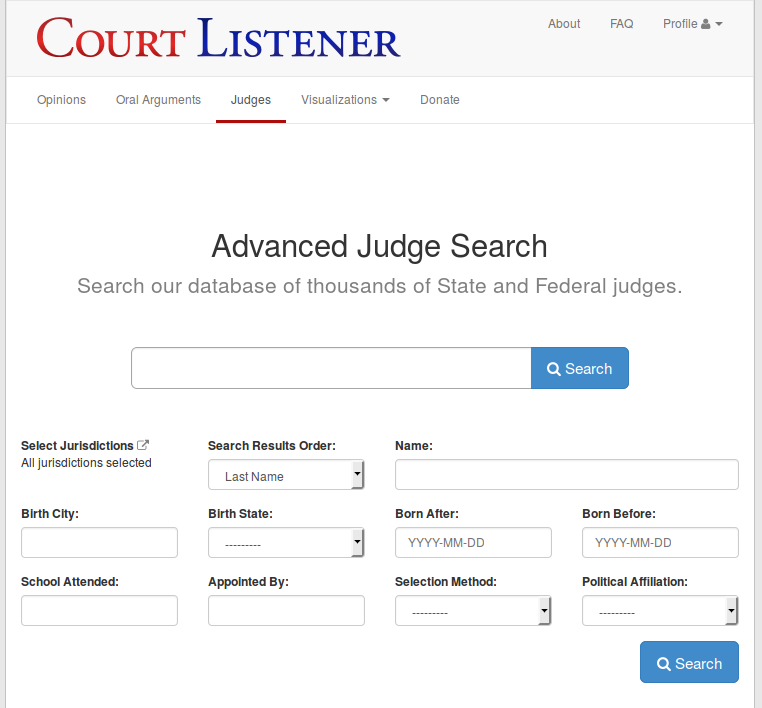 COURT LISTENER
About FAQ Profile
Opinions Oral Arguments Judges Visualizations Donate
Advanced Judge Search
Search our database of thousands of State and Federal judges.
Search
Select Jurisdictions
All jurisdictions selected
Search Results Order:
Last Name
Name:
Birth City:
Birth State:
---------
Born After:
YYYY-MM-DD
Born Before:
YYYY-MM-DD
School Attended:
Appointed By:
Selection Method:
---------
Political Affiliation:
---------
Search